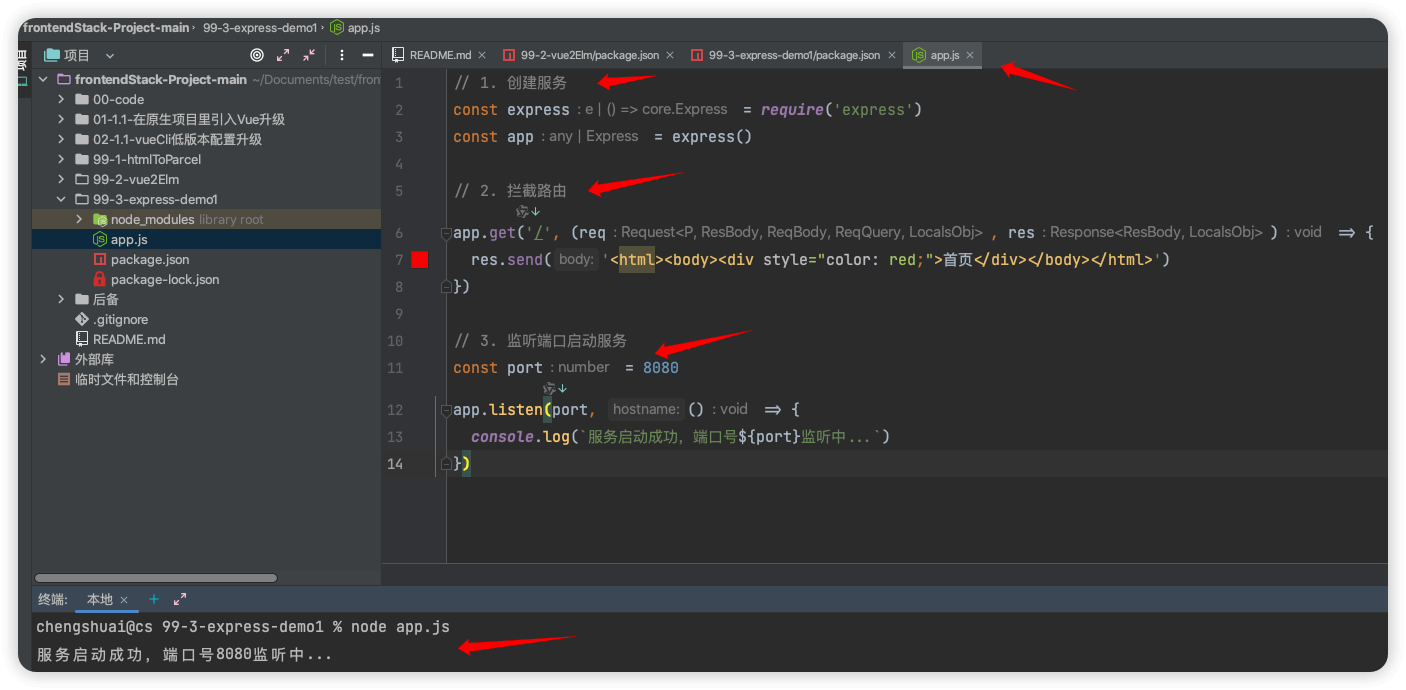 frontendStack-Project-main › 99-3-express-demo1 › app.js
项目
README.md
99-2-vue2Elm/package.json
99-3-express-demo1/package.json
app.js
frontendStack-Project-main ~/Documents/test/fron
00-code
01-1.1-在原生项目里引入Vue升级
02-1.1-vueCli低版本配置升级
99-1-htmlToParcel
99-2-vue2Elm
99-3-express-demo1
node_modules library root
app.js
package.json
package-lock.json
后备
.gitignore
README.md
外部库
临时文件和控制台
1 // 1. 创建服务
2 const express : e | () => core.Express = require('express')
3 const app : any | Express = express()
4
5 // 2. 拦截路由
6 app.get('/', (req : Request<P, ResBody, ReqBody, ReqQuery, LocalsObj> , res : Response<ResBody, LocalsObj> ) : void => {
7 res.send( body: '<html><body><div style="color: red;">首页</div></body></html>')
8 })
9
10 // 3. 监听端口启动服务
11 const port : number = 8080
12 app.listen(port, hostname: () : void => {
13 console.log(`服务启动成功，端口号${port}监听中...`)
14 })
终端: 本地
chengshuai@cs 99-3-express-demo1 % node app.js
服务启动成功，端口号8080监听中...